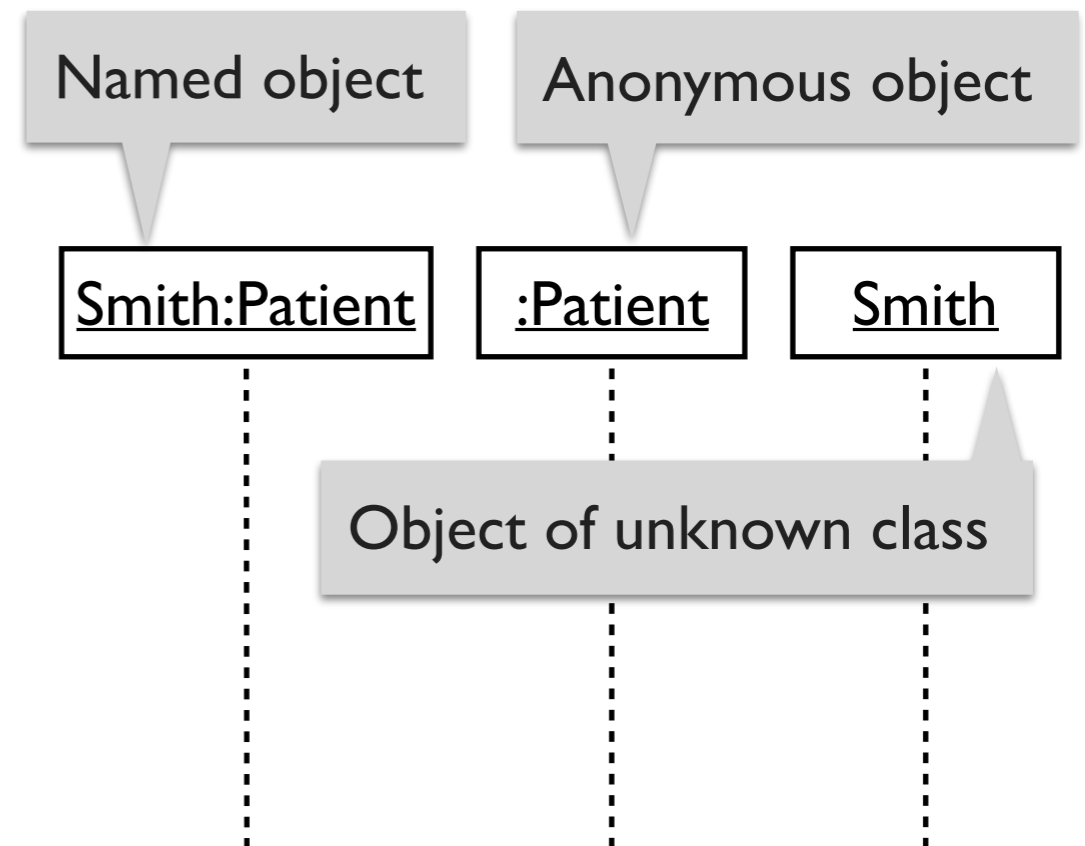 Named object
Anonymous object
Smith:Patient
:Patient
Smith
Object of unknown class